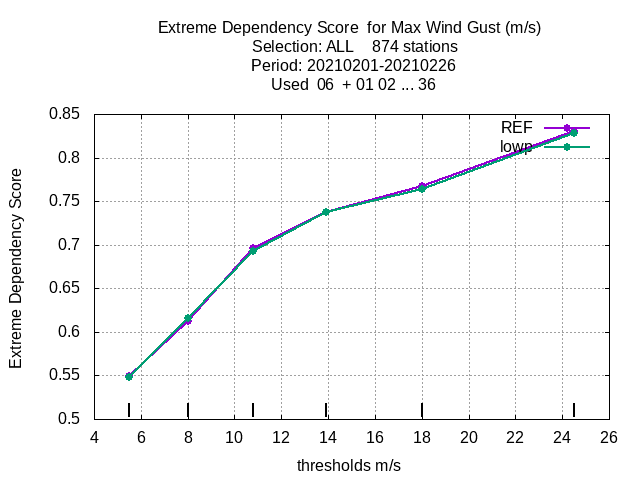 Extreme Dependency Score  for Max Wind Gust (m/s)
Selection: ALL    874 stations
Period: 20210201-20210226
Used  06  + 01 02 ... 36
REF
lowp
0.85
0.8
0.75
0.7
0.65
0.6
0.55
0.5
Extreme Dependency Score
4 6 8 10 12 14 16 18 20 22 24 26
thresholds m/s